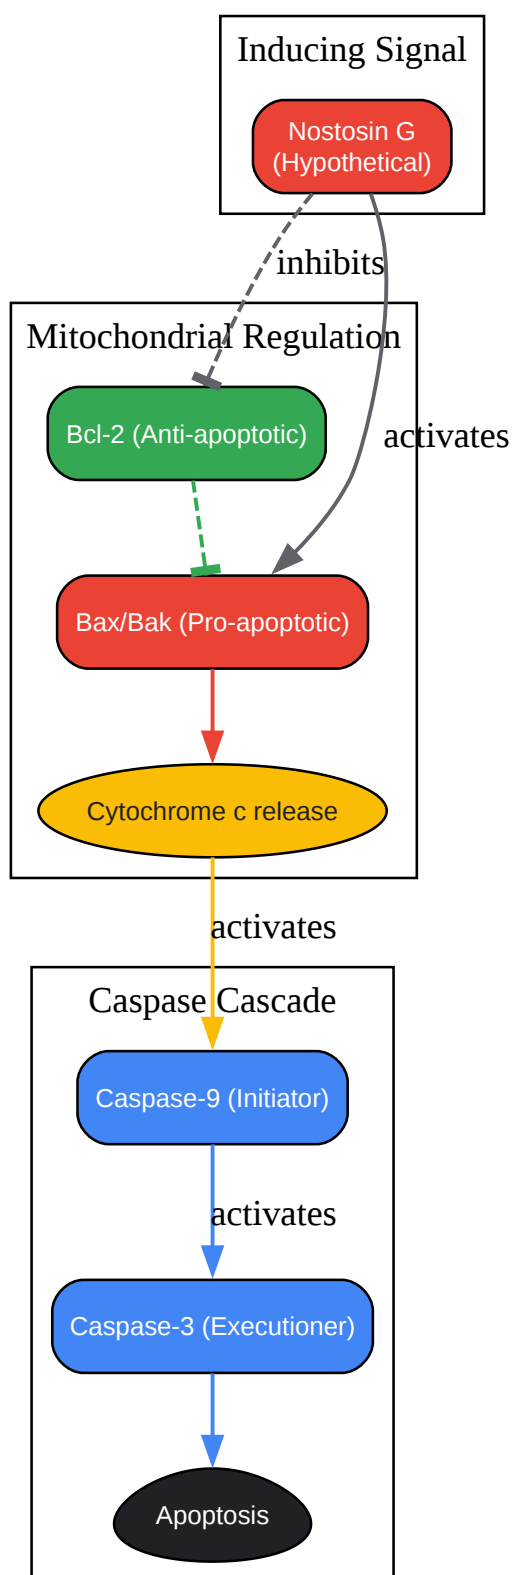 Inducing Signal
Nostosin G
(Hypothetical)
inhibits
Mitochondrial Regulation
activates
Bcl-2 (Anti-apoptotic)
Bax/Bak (Pro-apoptotic)
Cytochrome c release
activates
Caspase Cascade
Caspase-9 (Initiator)
activates
Caspase-3 (Executioner)
Apoptosis